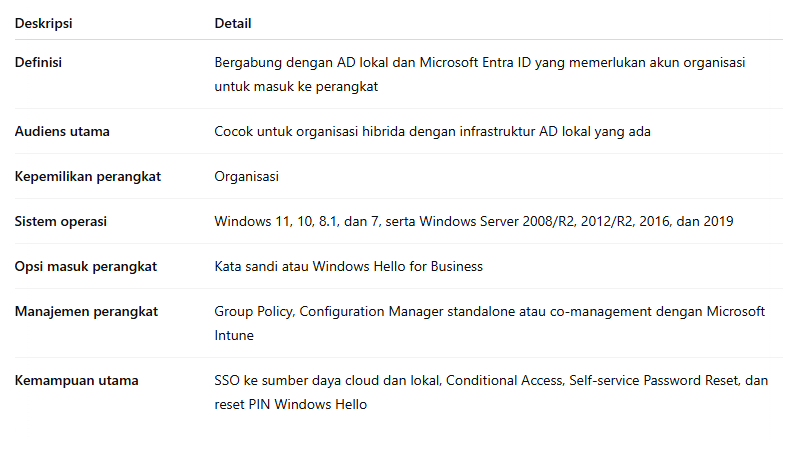 Deskripsi Detail
Definisi Bergabung dengan AD lokal dan Microsoft Entra ID yang memerlukan akun organisasi
untuk masuk ke perangkat
Audiens utama Cocok untuk organisasi hibrida dengan infrastruktur AD lokal yang ada
Kepemilikan perangkat Organisasi
Sistem operasi Windows 11, 10, 8.1, dan 7, serta Windows Server 2008/R2, 2012/R2, 2016, dan 2019
Opsi masuk perangkat Kata sandi atau Windows Hello for Business
Manajemen perangkat Group Policy, Configuration Manager standalone atau co-management dengan Microsoft
Intune
Kemampuan utama SSO ke sumber daya cloud dan lokal, Conditional Access, Self-service Password Reset, dan
reset PIN Windows Hello